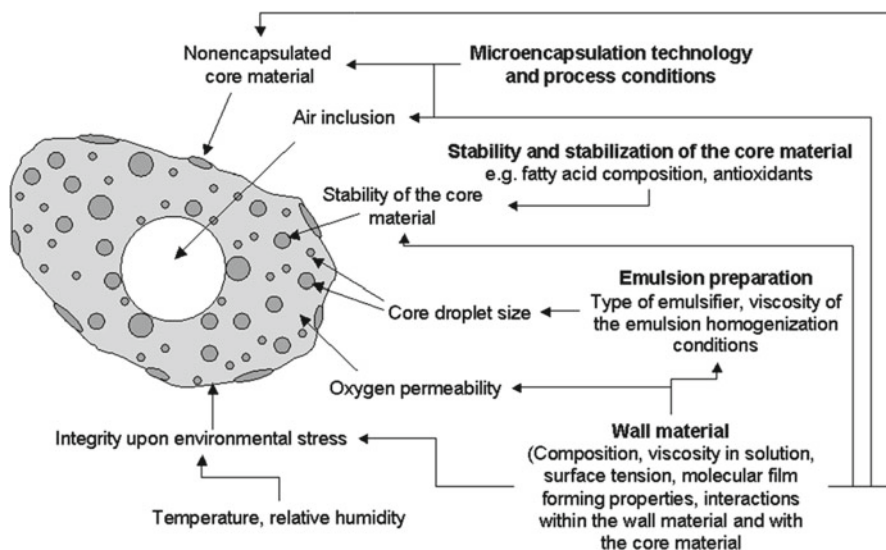 Nonencapsulated
core material
Microencapsulation technology
and process conditions
Air inclusion
Stability and stabilization of the core material
e.g. fatty acid composition, antioxidants
Stability of the core
material
Emulsion preparation
Type of emulsifier, viscosity of
the emulsion homogenization
conditions
Core droplet size
Oxygen permeability
Wall material
(Composition, viscosity in solution,
surface tension, molecular film
forming properties, interactions
within the wall material and with
the core material
Integrity upon environmental stress
Temperature, relative humidity